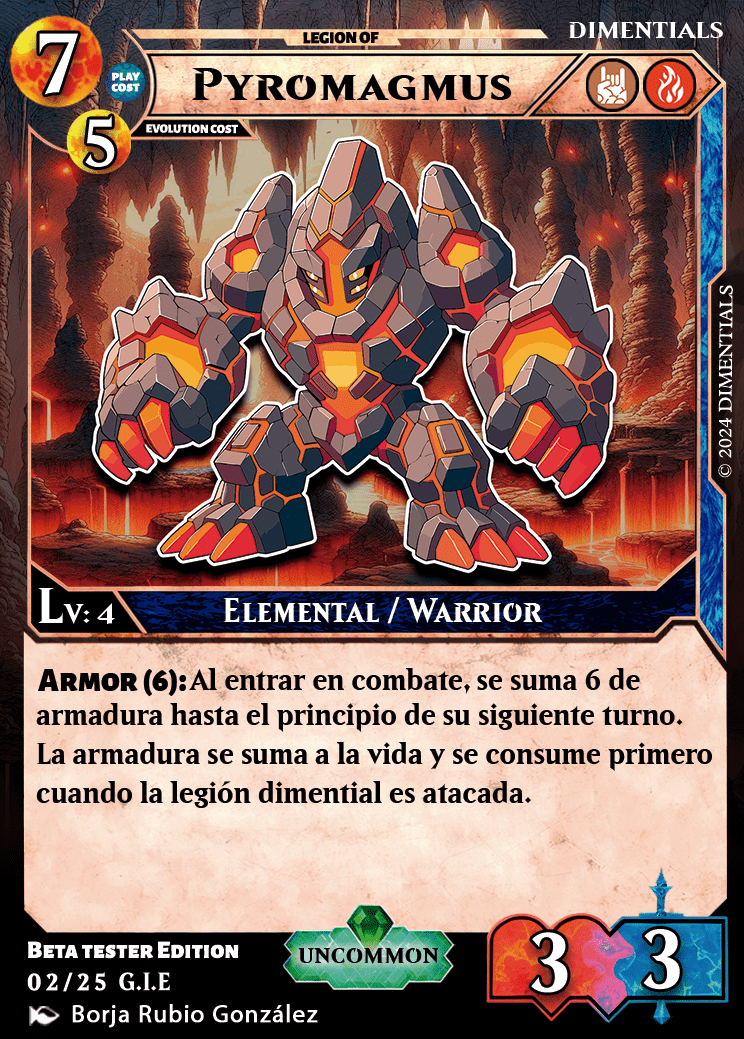 LEGION OF
DIMENTIALS
7
PLAY
COST
PYROMAGMUS
5
EVOLUTION COST
© 2024 DIMENTIALS
LV: 4
ELEMENTAL / WARRIOR
ARMOR (6): Al entrar en combate, se suma 6 de
armadura hasta el principio de su siguiente turno.
La armadura se suma a la vida y se consume primero
cuando la legión dimential es atacada.
BETA TESTER EDITION
02/25 G.I.E
Borja Rubio González
UNCOMMON
3
3